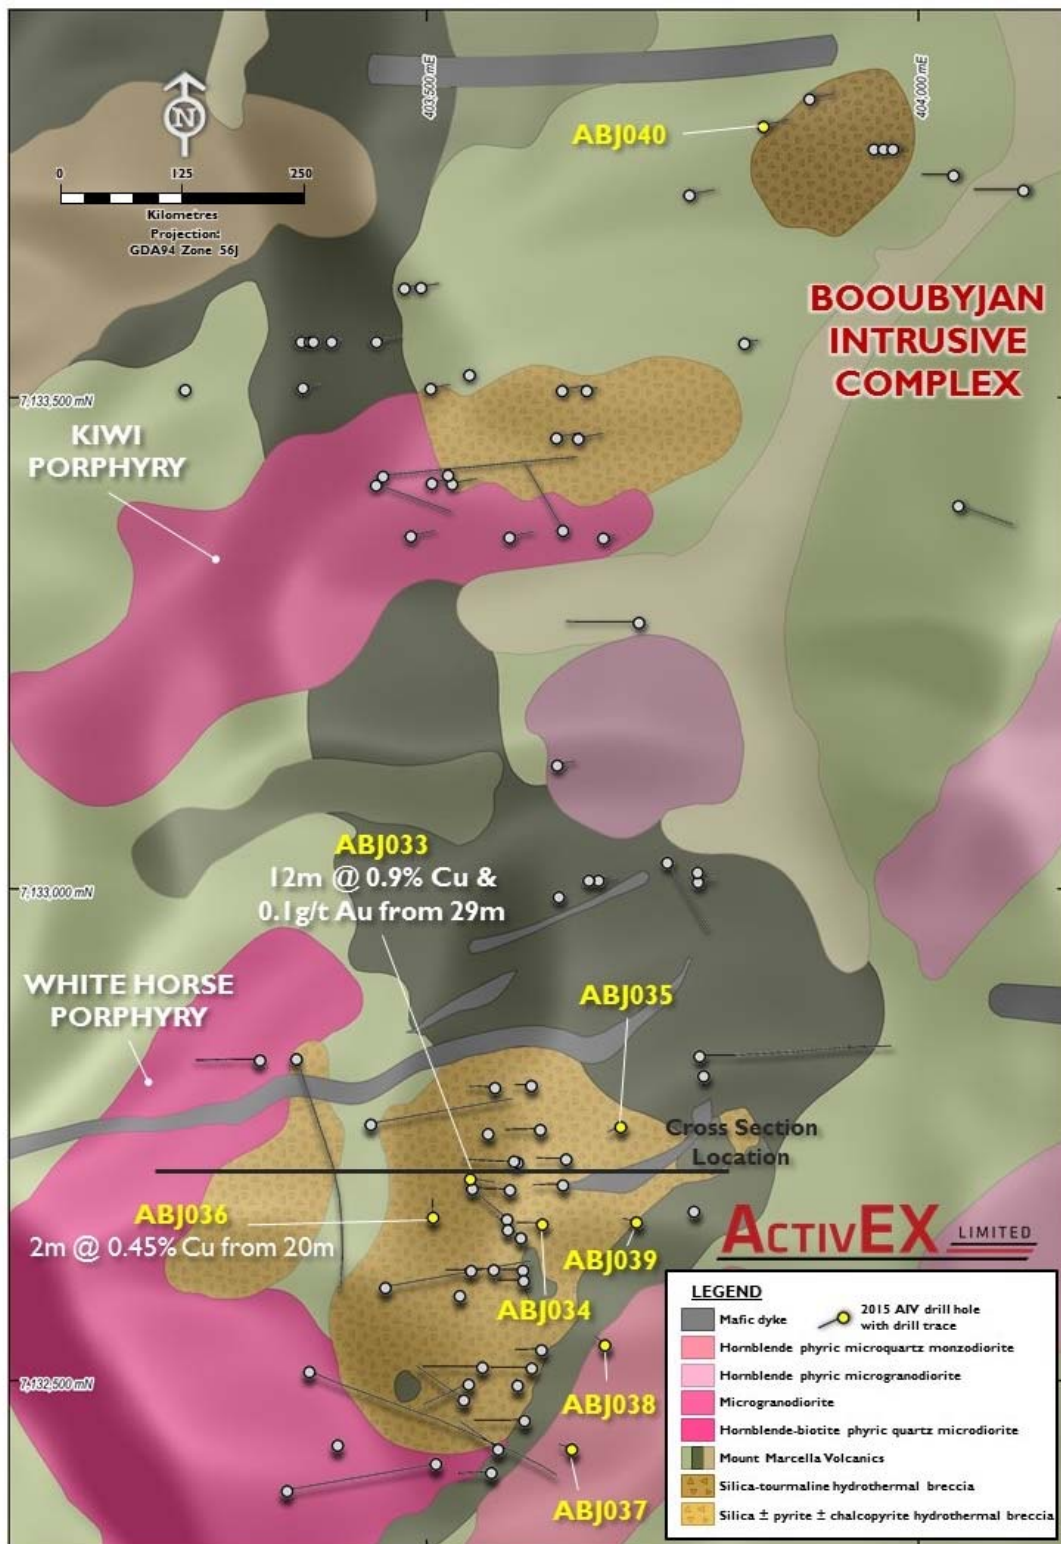 403,500 mE
404,000 mE
N
ABJ040
0 125 250
Kilometres
Projection:
GDA94 Zone 56J
BOOUBYJAN
INTRUSIVE
COMPLEX
7,133,500 mN
KIWI
PORPHYRY
ABJ033
12m @ 0.9% Cu &
0.1g/t Au from 29m
7,133,000 mN
WHITE HORSE
PORPHYRY
ABJ035
Cross Section
Location
ABJ036
2m @ 0.45% Cu from 20m
ACTIVEX LIMITED
ABJ039
ABJ034
7,132,500 mN
ABJ038
ABJ037
LEGEND
Mafic dyke
2015 AIV drill hole
with drill trace
Hornblende phyric microquartz monzodiorite
Hornblende phyric microgranodiorite
Microgranodiorite
Hornblende-biotite phyric quartz microdiorite
Mount Marcella Volcanics
Silica-tourmaline hydrothermal breccia
Silica ± pyrite ± chalcopyrite hydrothermal breccia